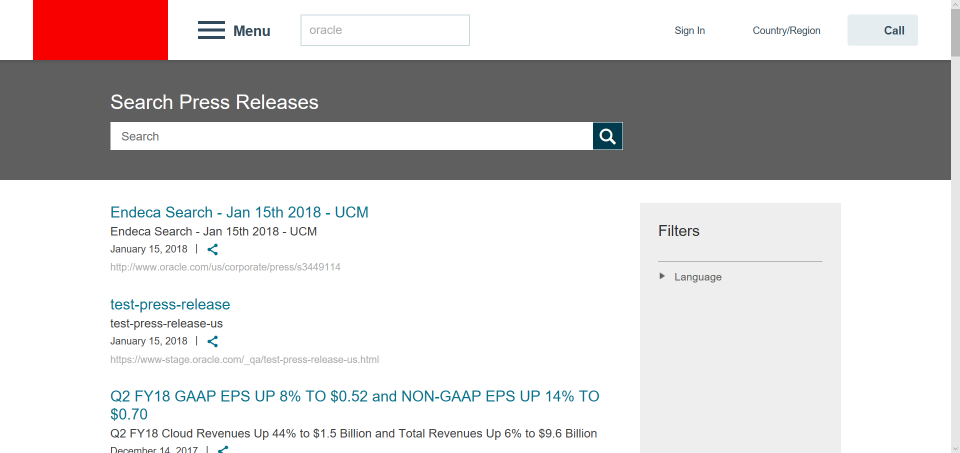 Menu
oracle
Sign In
Country/Region
Call
Search Press Releases
Search
Endeca Search - Jan 15th 2018 - UCM
Endeca Search - Jan 15th 2018 - UCM
January 15, 2018 |
http://www.oracle.com/us/corporate/press/s3449114
test-press-release
test-press-release-us
January 15, 2018 |
https://www-stage.oracle.com/_qa/test-press-release-us.html
Q2 FY18 GAAP EPS UP 8% TO $0.52 and NON-GAAP EPS UP 14% TO
$0.70
Q2 FY18 Cloud Revenues Up 44% to $1.5 Billion and Total Revenues Up 6% to $9.6 Billion
December 14, 2017 |
Filters
Language